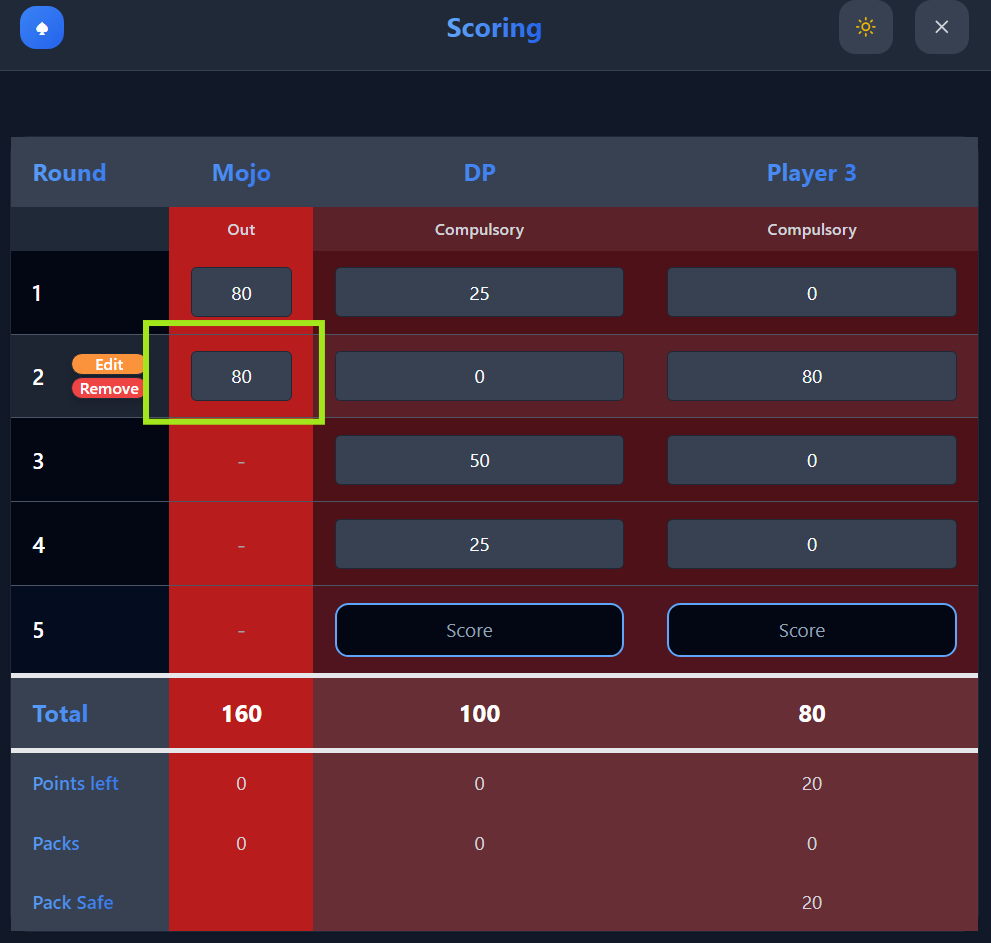 Scoring
Round Mojo DP Player 3
Out Compulsory Compulsory
1 80 25 0
2 Edit Remove 80 0 80
3 - 50 0
4 - 25 0
5 - Score Score
Total 160 100 80
Points left 0 0 20
Packs 0 0 0
Pack Safe 20